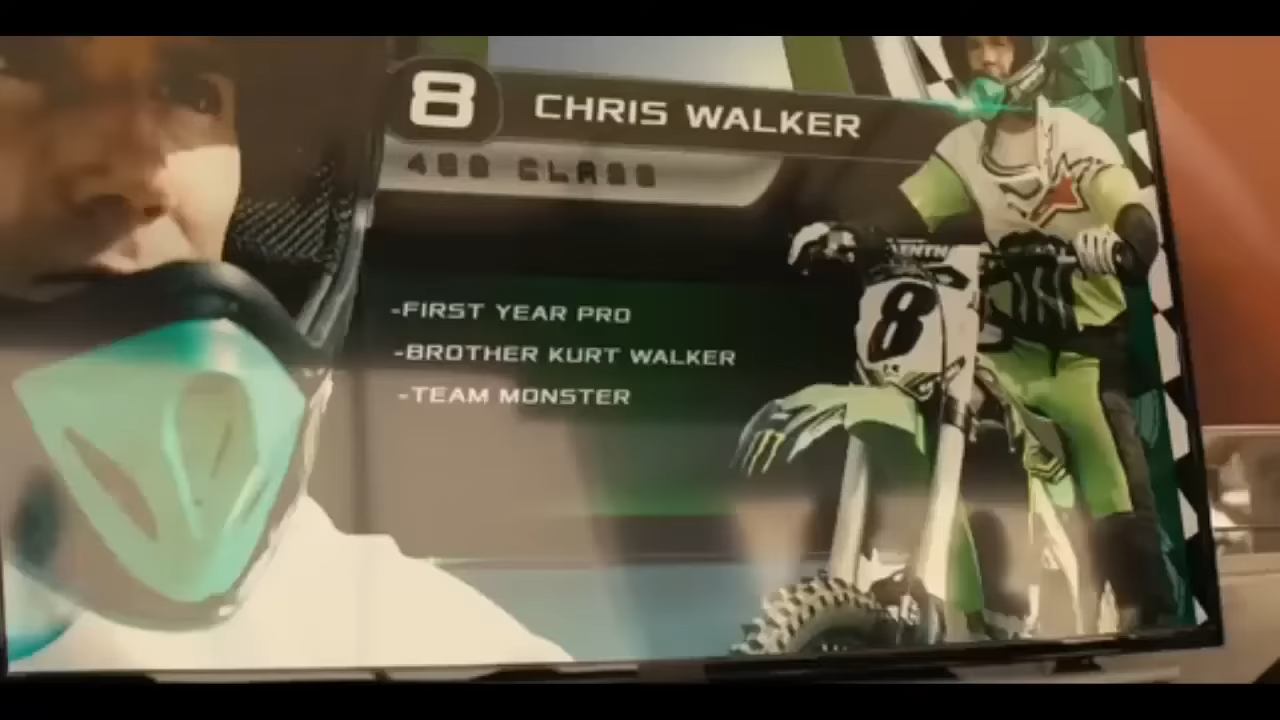 8 CHRIS WALKER
450 CLASS
-FIRST YEAR PRO
-BROTHER KURT WALKER
-TEAM MONSTER
8